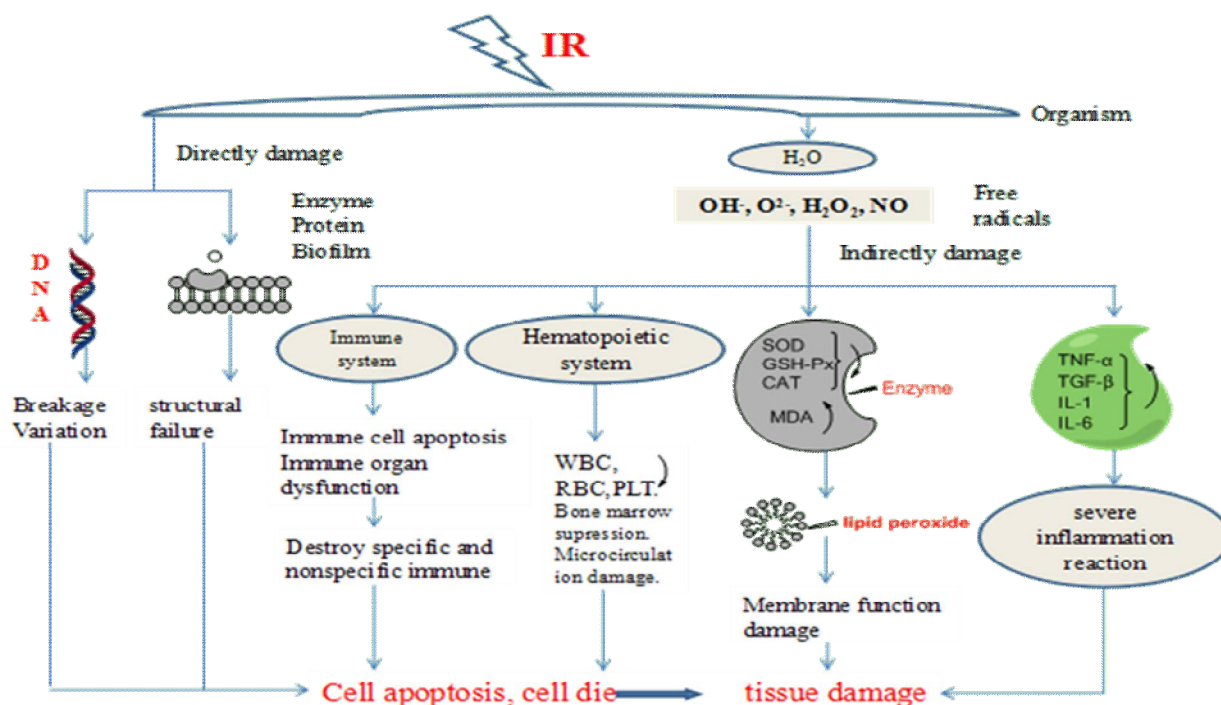 IR
Organism
Directly damage
H₂O
Enzyme
Protein
Biofilm
OH-, O²-, H₂O₂, NO
Free
radicals
Indirectly damage
D
N
A
Immune
system
Hematopoietic
system
SOD
GSH-Px
CAT
MDA
Enzyme
TNF-α
TGF-β
IL-1
IL-6
Breakage
Variation
structural
failure
Immune cell apoptosis
Immune organ
dysfunction
WBC,
RBC, PLT.
Bone marrow
supression.
Microcirculat
ion damage.
lipid peroxide
severe
inflammation
reaction
Destroy specific and
nonspecific immune
Membrane function
damage
Cell apoptosis, cell die
tissue damage